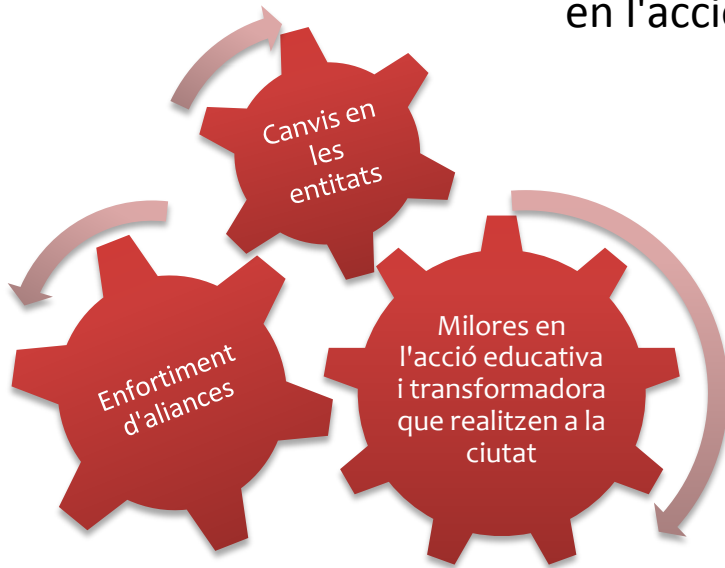 en l'acció
Canvis en
les
entitats
Enfortiment
d'aliances
Milores en
l'acció educativa
i transformadora
que realitzen a la
ciutat